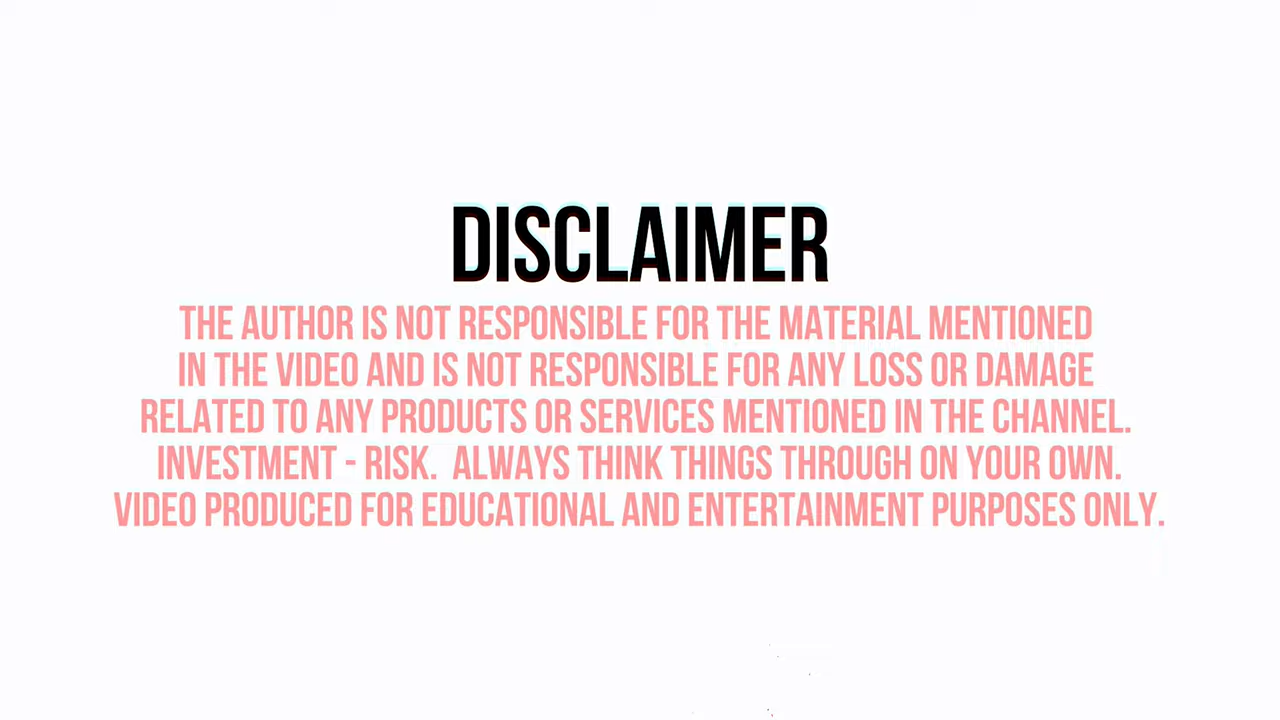 DISCLAIMER
THE AUTHOR IS NOT RESPONSIBLE FOR THE MATERIAL MENTIONED
IN THE VIDEO AND IS NOT RESPONSIBLE FOR ANY LOSS OR DAMAGE
RELATED TO ANY PRODUCTS OR SERVICES MENTIONED IN THE CHANNEL.
INVESTMENT - RISK.  ALWAYS THINK THINGS THROUGH ON YOUR OWN.
VIDEO PRODUCED FOR EDUCATIONAL AND ENTERTAINMENT PURPOSES ONLY.